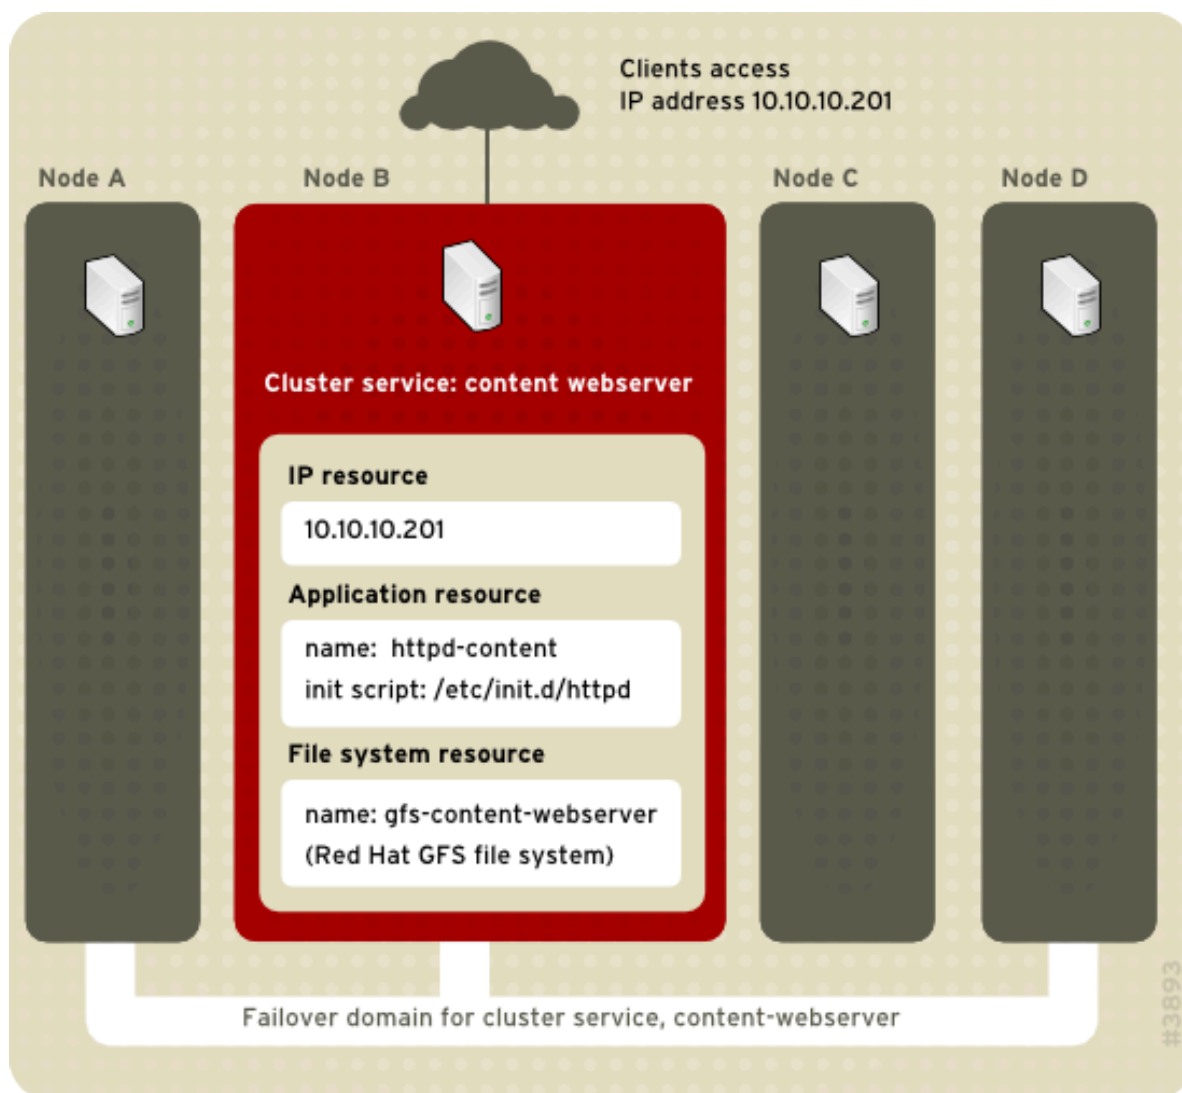 Clients access
IP address 10.10.10.201
Node A
Node B
Node C
Node D
Cluster service: content webserver
IP resource
10.10.10.201
Application resource
name: httpd-content
init script: /etc/init.d/httpd
File system resource
name: gfs-content-webserver
(Red Hat GFS file system)
Failover domain for cluster service, content-webserver
#3893